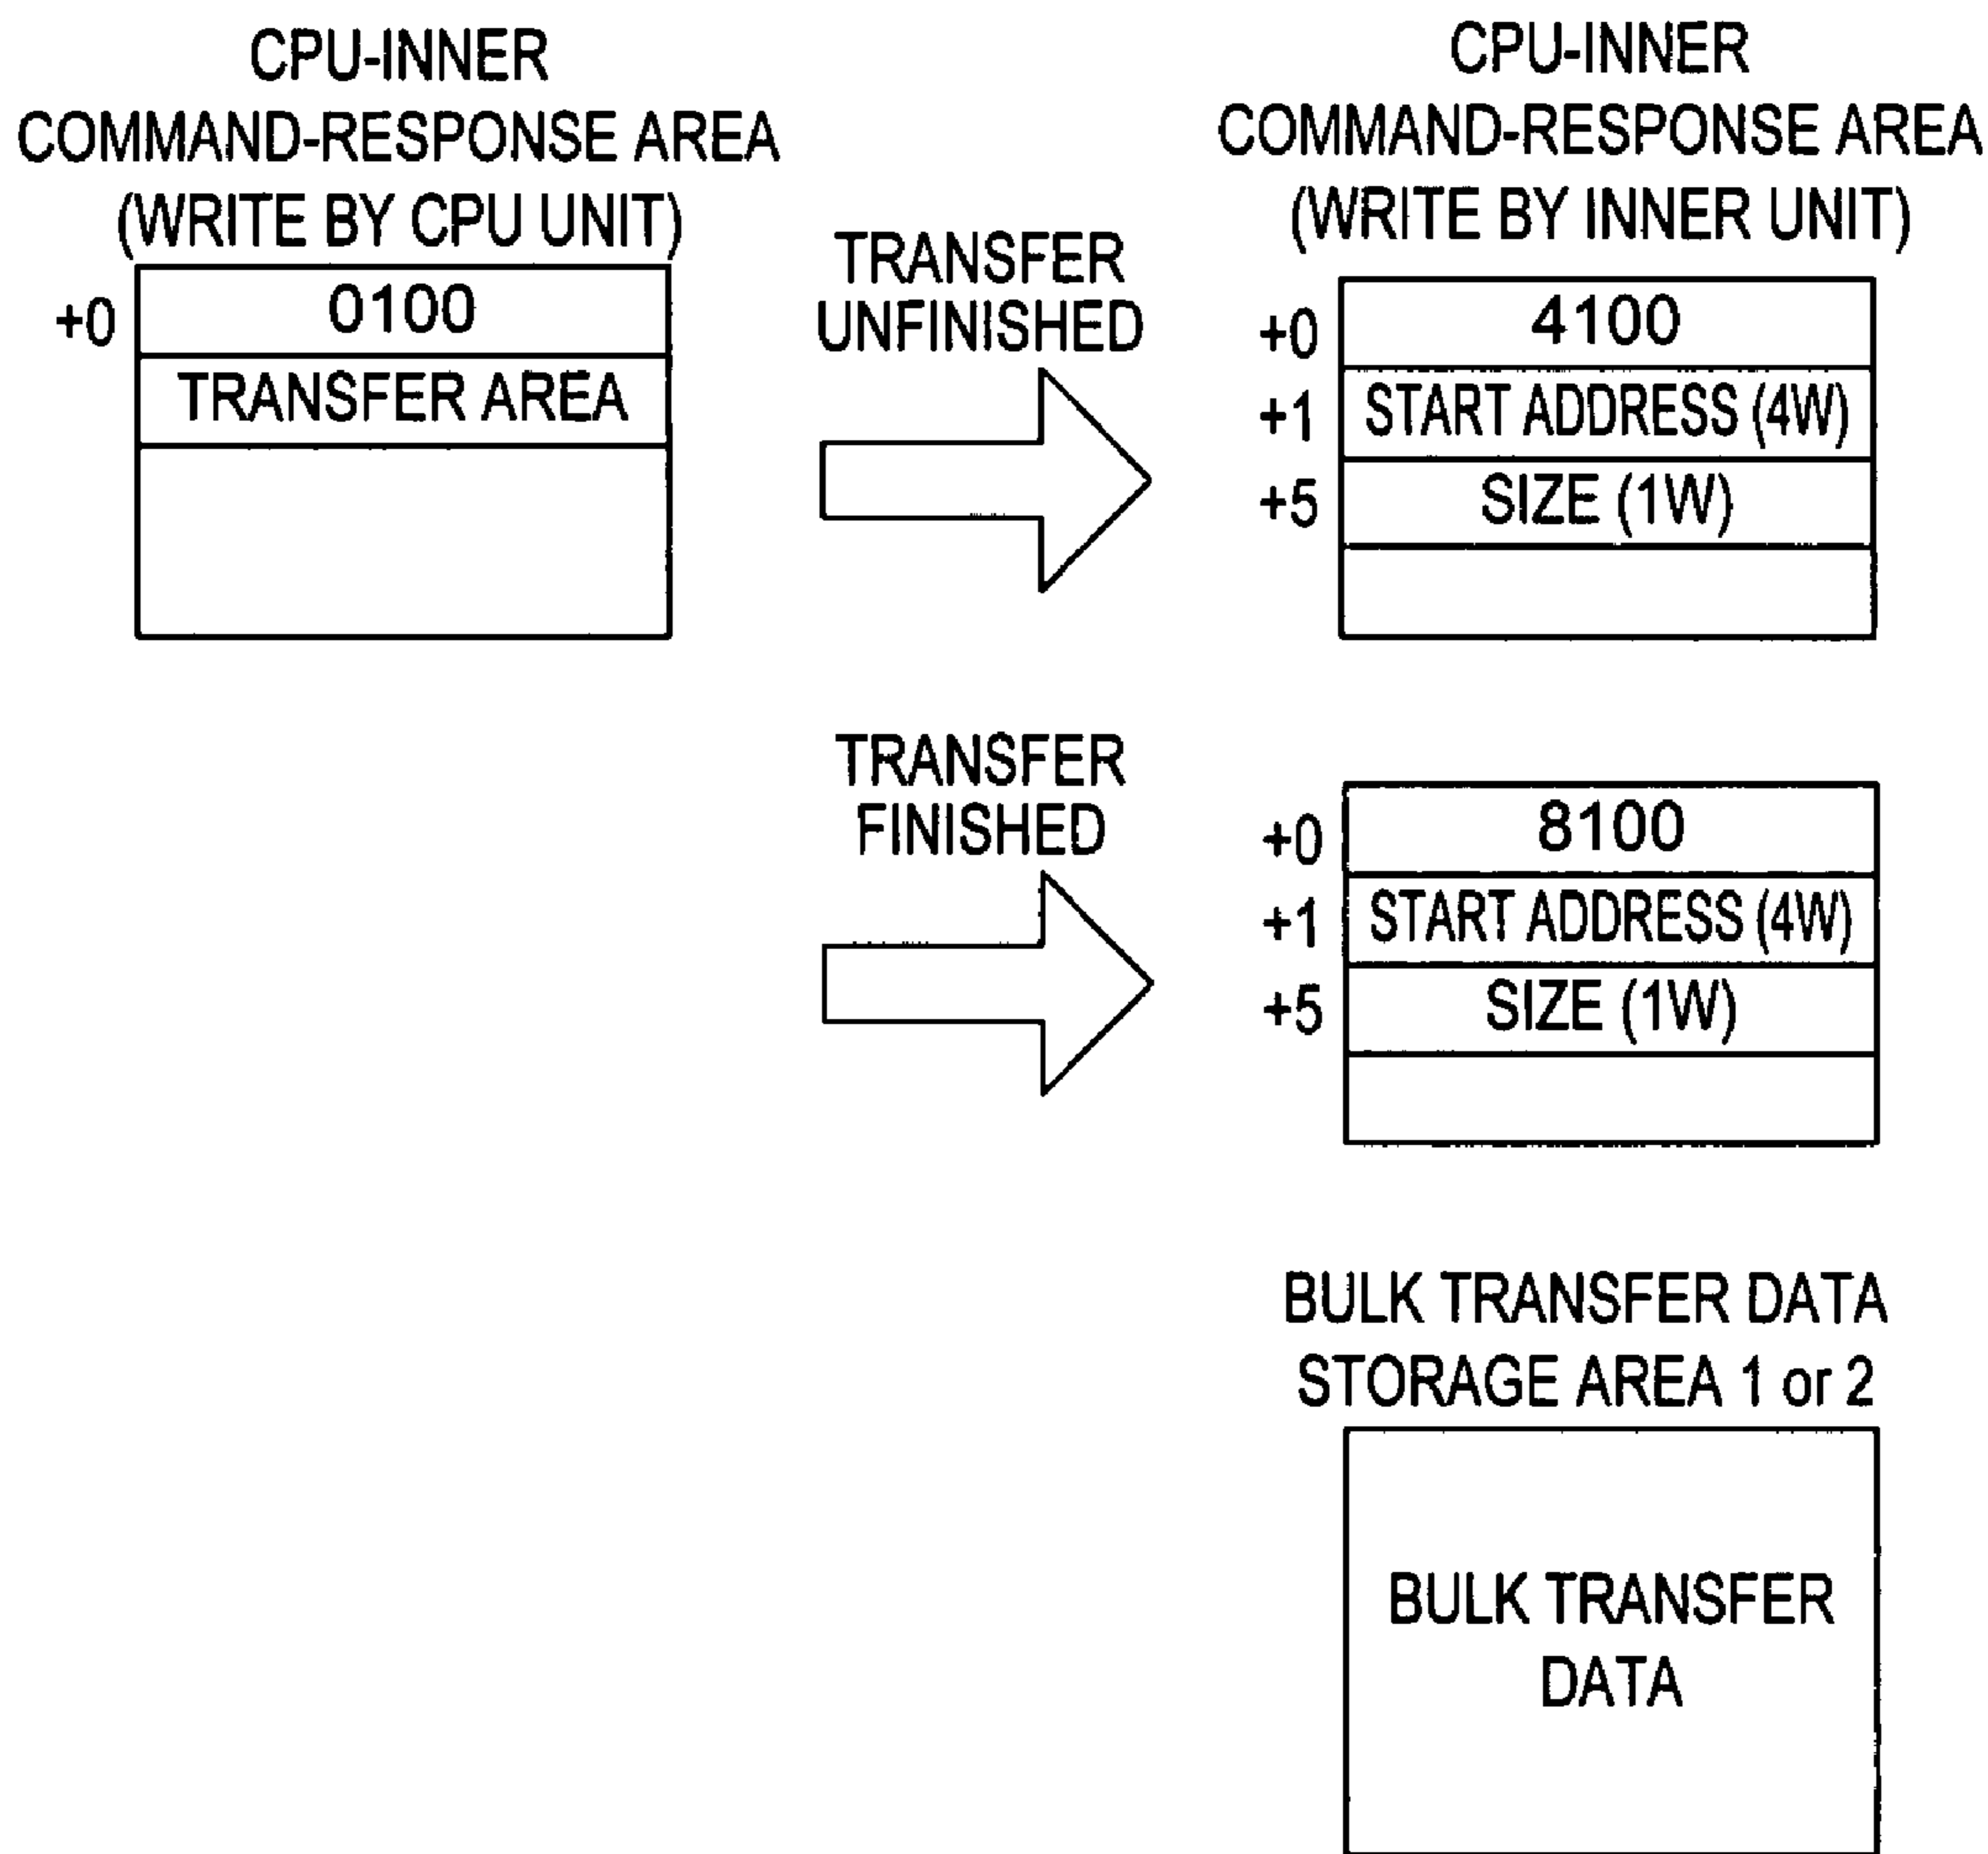 CPU-INNER
COMMAND-RESPONSE AREA
(WRITE BY CPU UNIT)
+0 0100
TRANSFER AREA
TRANSFER
UNFINISHED
CPU-INNER
COMMAND-RESPONSE AREA
(WRITE BY INNER UNIT)
+0 4100
+1 START ADDRESS (4W)
+5 SIZE (1W)
TRANSFER
FINISHED
+0 8100
+1 START ADDRESS (4W)
+5 SIZE (1W)
BULK TRANSFER DATA
STORAGE AREA 1 or 2
BULK TRANSFER
DATA